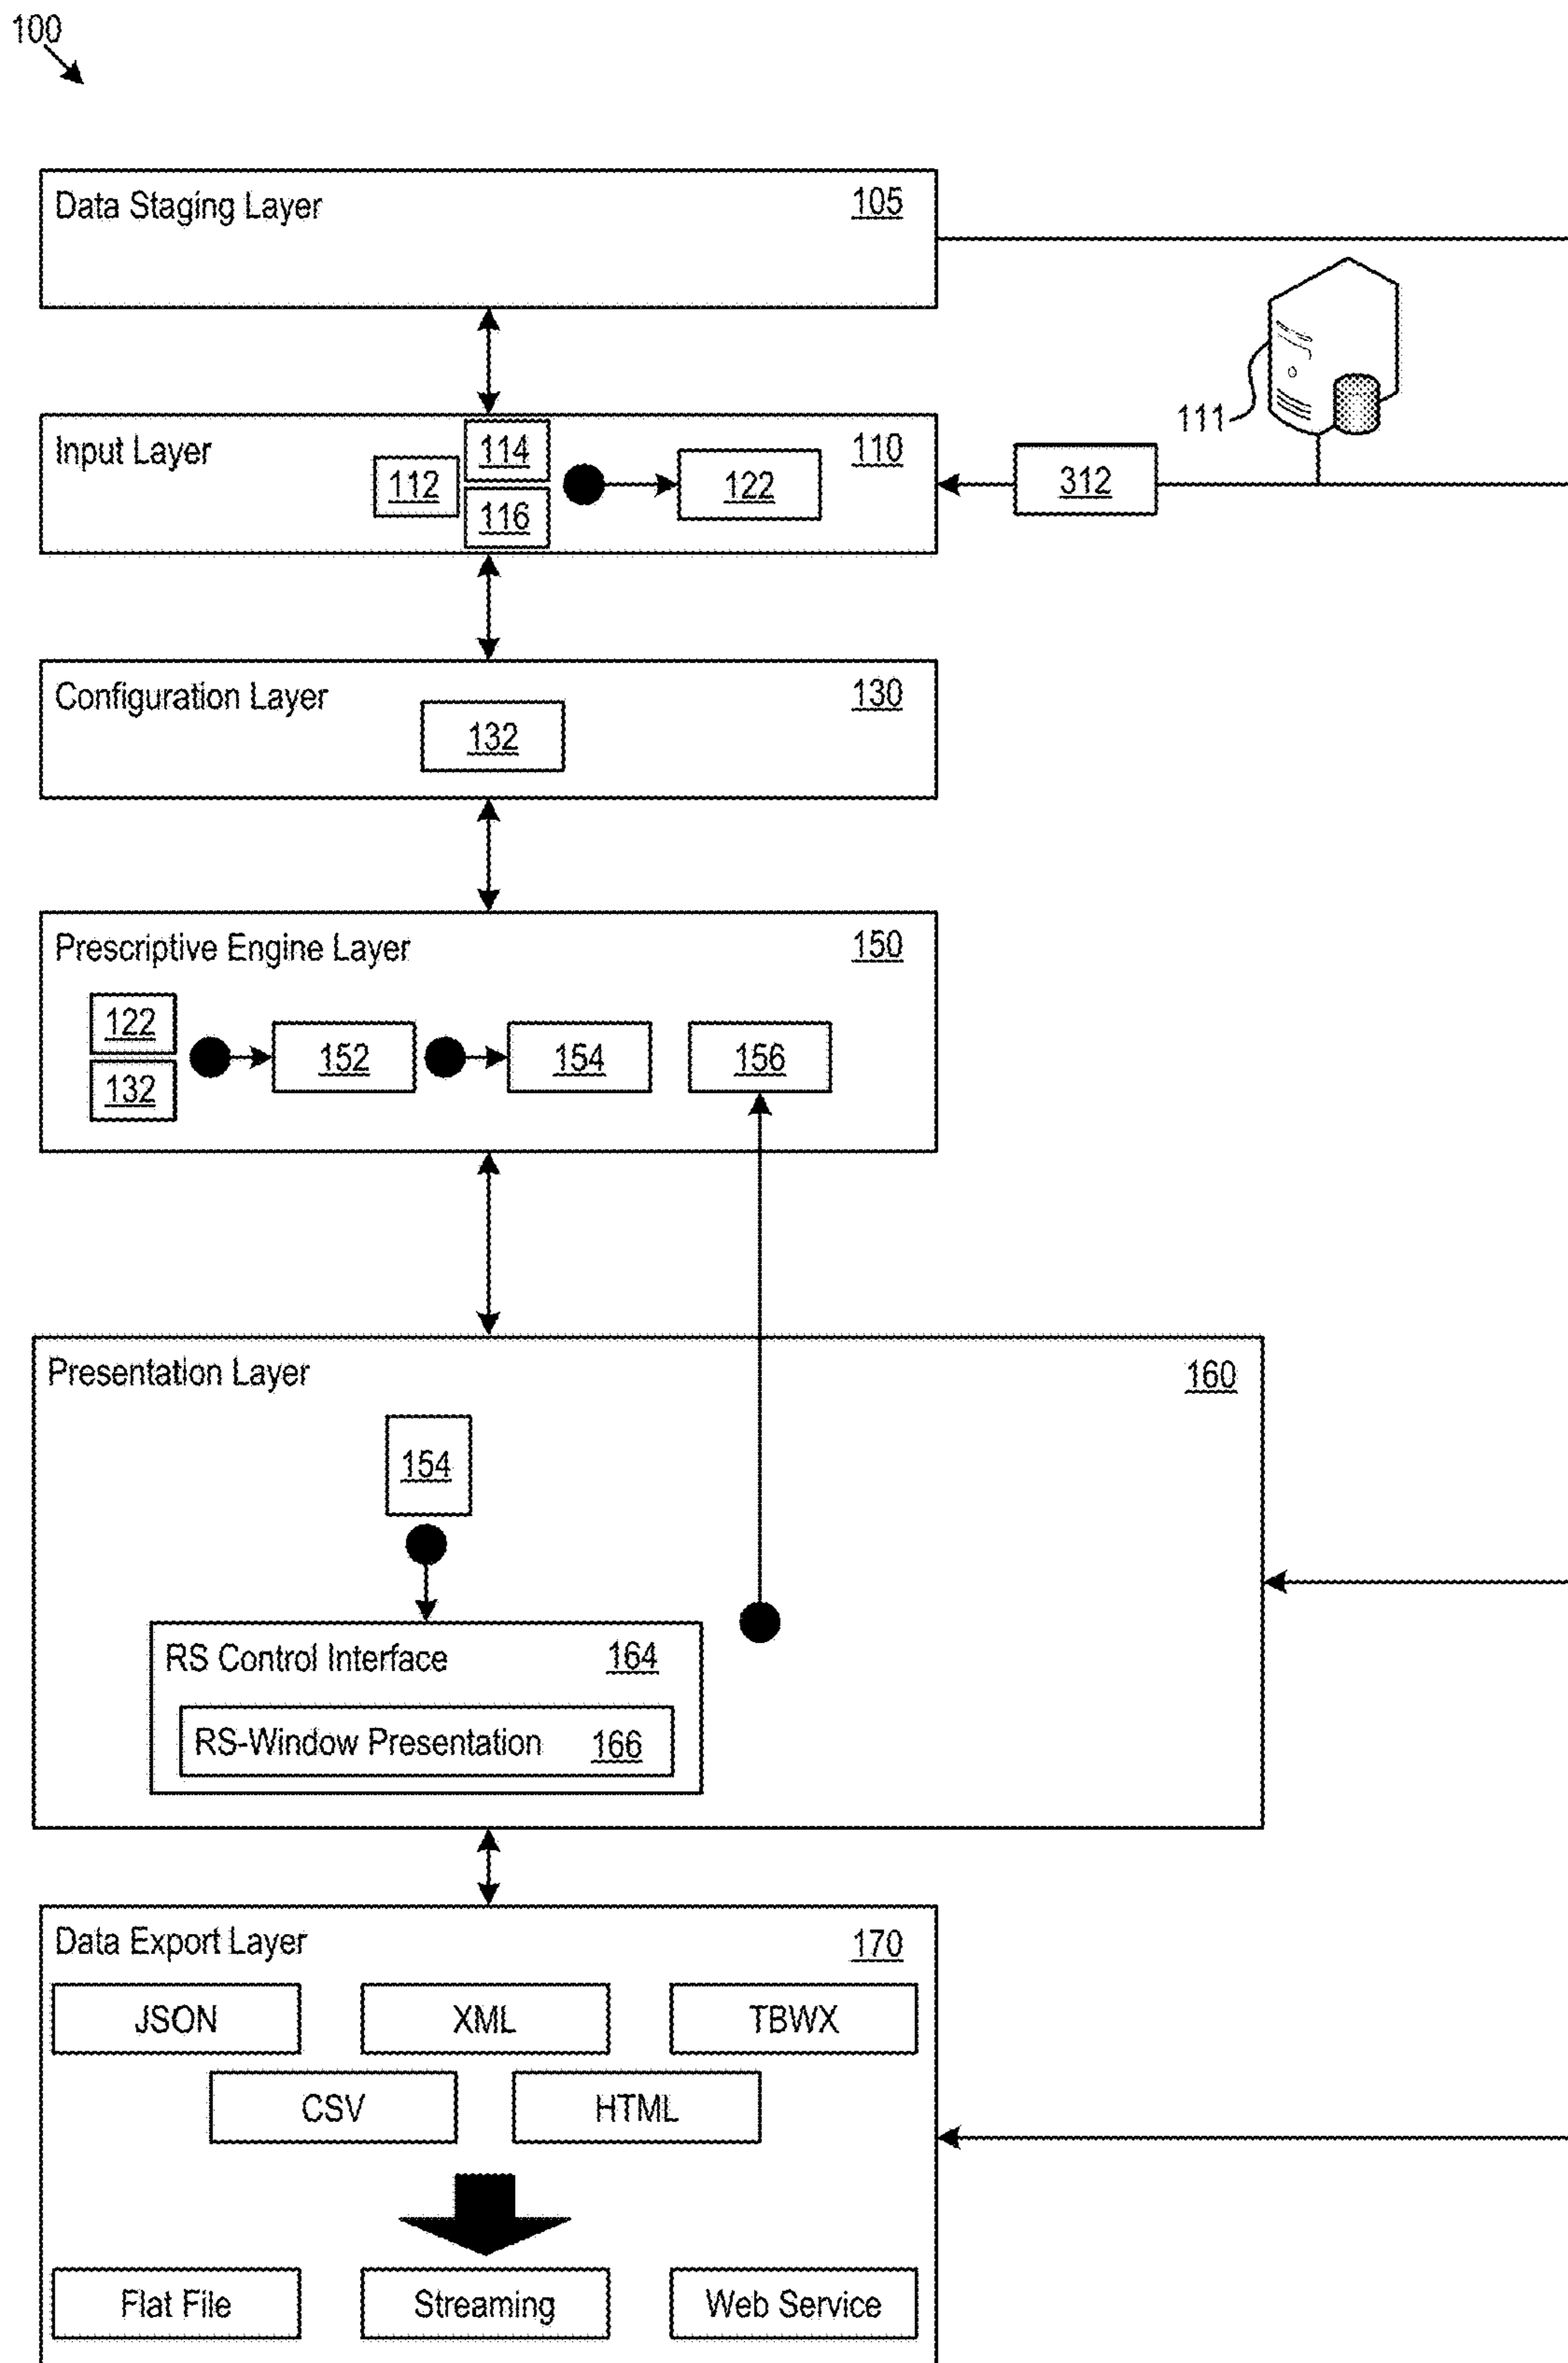 100
Data Staging Layer 105
Input Layer 112 114 116 122 110
312
111
Configuration Layer 130
132
Prescriptive Engine Layer 150
122
132
152 154 156
Presentation Layer 160
154
RS Control Interface 164
RS-Window Presentation 166
Data Export Layer 170
JSON XML TBWX
CSV HTML
Flat File Streaming Web Service